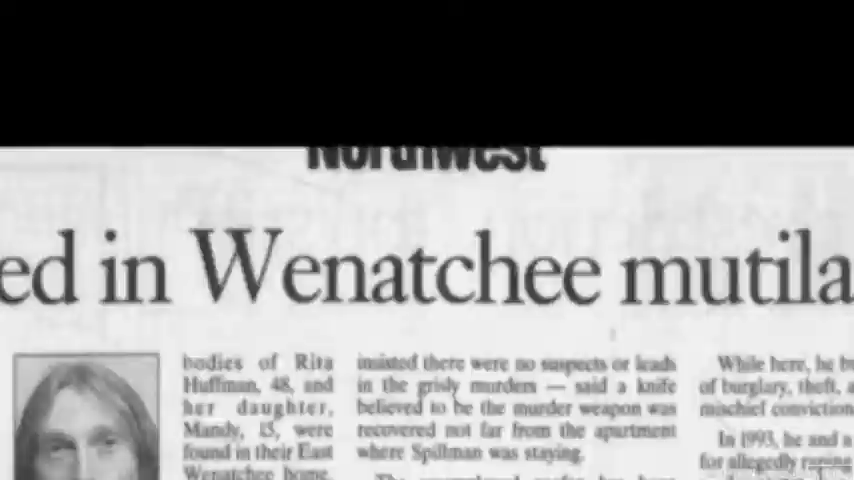 Northwest
ed in Wenatchee mutila
bodies of Rita
Huffman, 48, and
her daughter,
Mandy, 15, were
found in their East
Wenatchee home.
insisted there were no suspects or leads
in the grisly murders — said a knife
believed to be the murder weapon was
recovered not far from the apartment
where Spillman was staying.
While here, he b
of burglary, theft, a
mischief conviction
In 1993, he and a
for allegedly raping